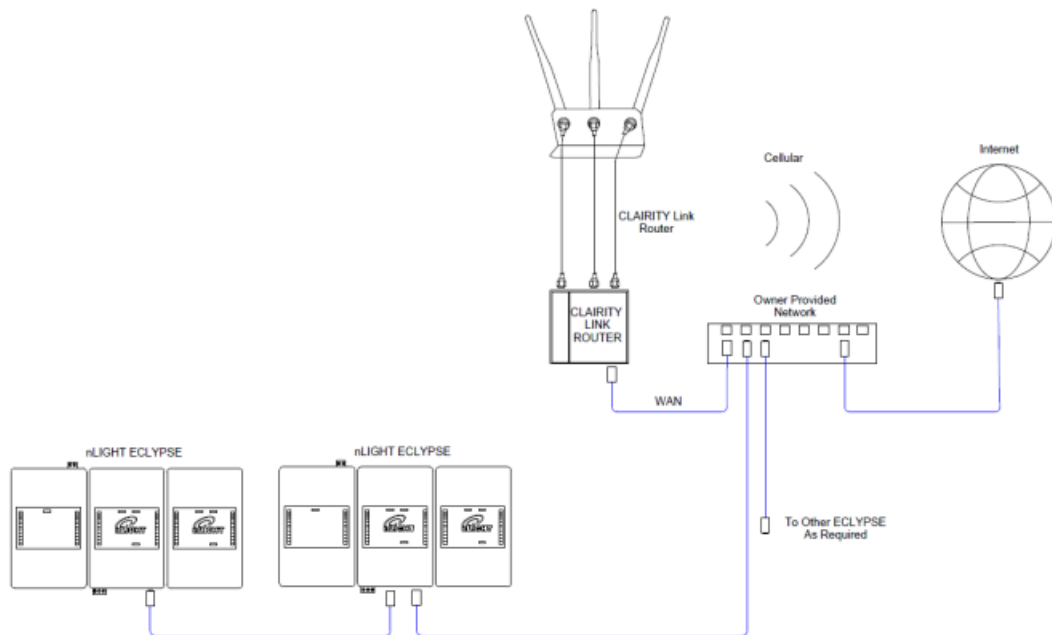 Cellular
Internet
CLAIRITY Link
Router
CLAIRITY
LINK
ROUTER
Owner Provided
Network
WAN
nLIGHT ECLYPSE
nLIGHT ECLYPSE
To Other ECLYPSE
As Required